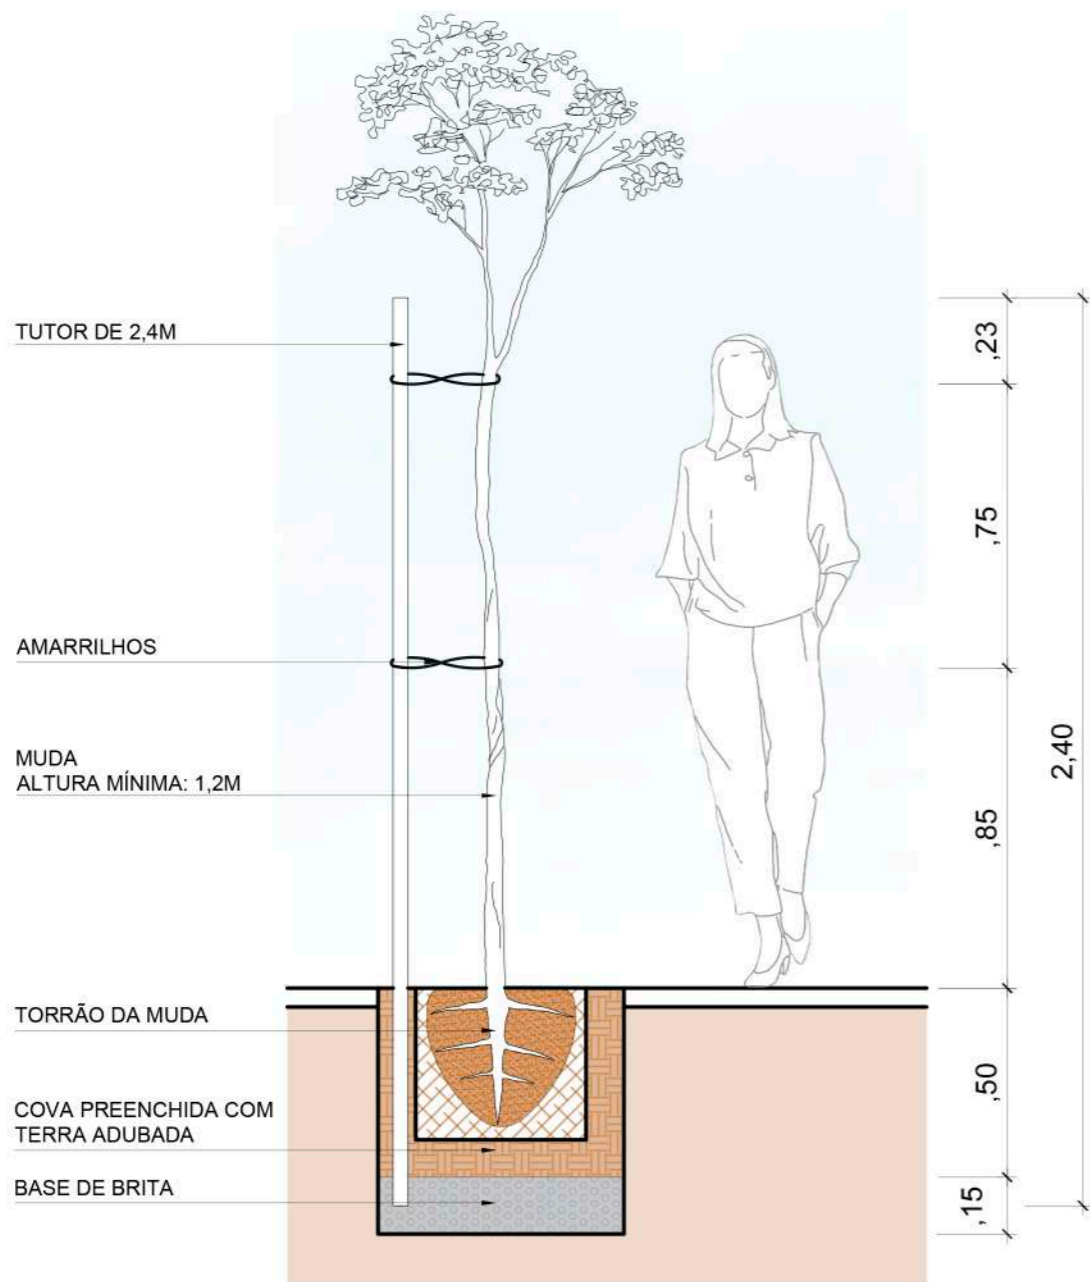 TUTOR DE 2,4M
AMARRILHOS
MUDA
ALTURA MÍNIMA: 1,2M
TORRÃO DA MUDA
COVA PREENCHIDA COM
TERRA ADUBADA
BASE DE BRITA
,23
,75
,85
,50
,15
2,40